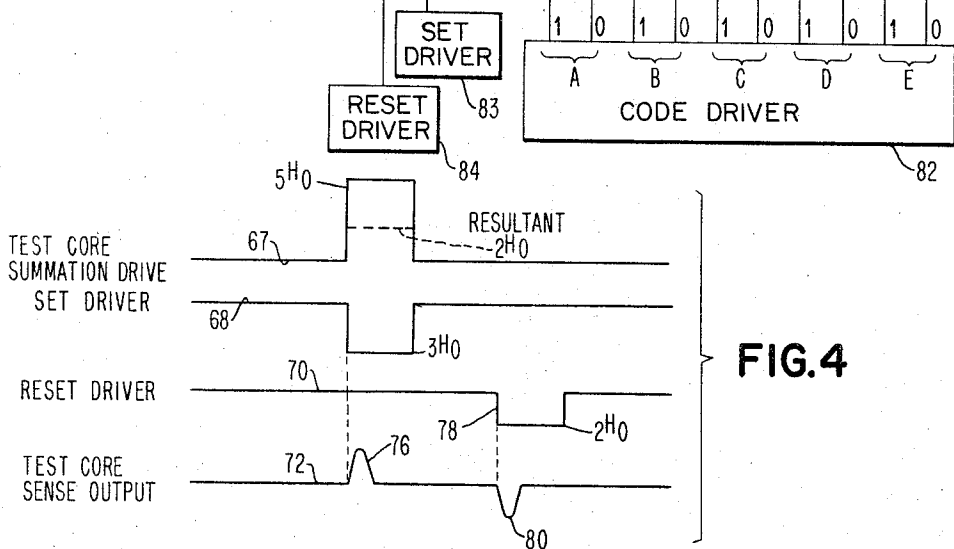 1 0 1 0 1 0 1 0 1 0
A B C D E
CODE DRIVER
82
SET
DRIVER
83
RESET
DRIVER
84
5H0
RESULTANT
2H0
TEST CORE
SUMMATION DRIVE
67
SET DRIVER
68
3H0
RESET DRIVER
70
78
2H0
TEST CORE
SENSE OUTPUT
72
76
80
FIG.4